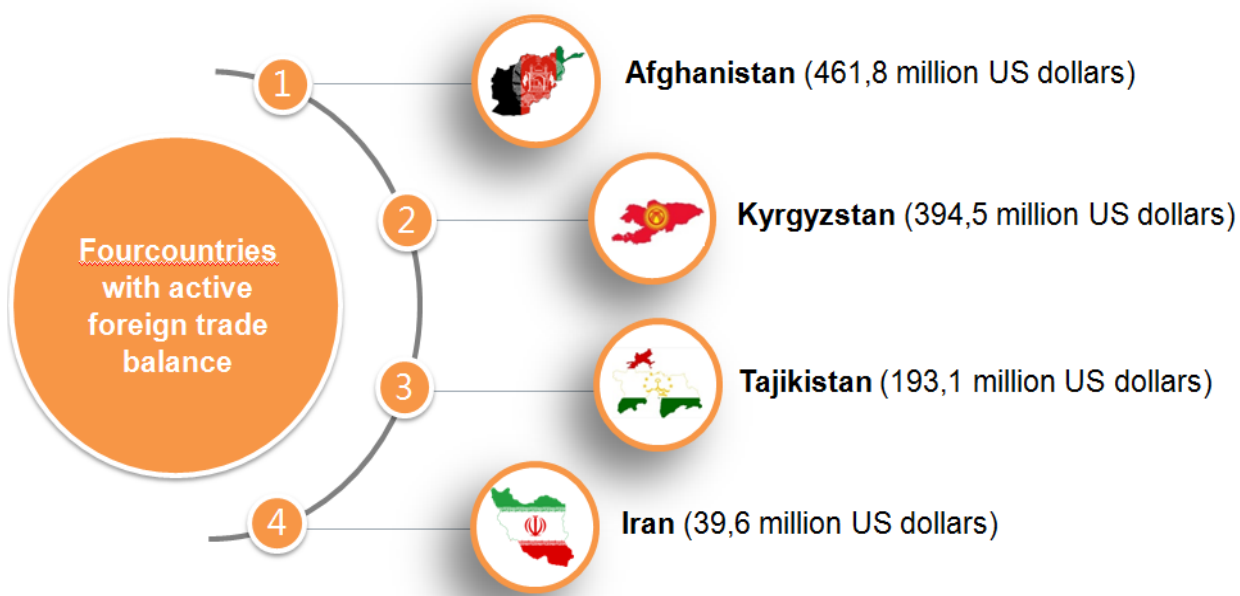 Fourcountries
with active
foreign trade
balance
1
Afghanistan (461,8 million US dollars)
2
Kyrgyzstan (394,5 million US dollars)
3
Tajikistan (193,1 million US dollars)
4
Iran (39,6 million US dollars)